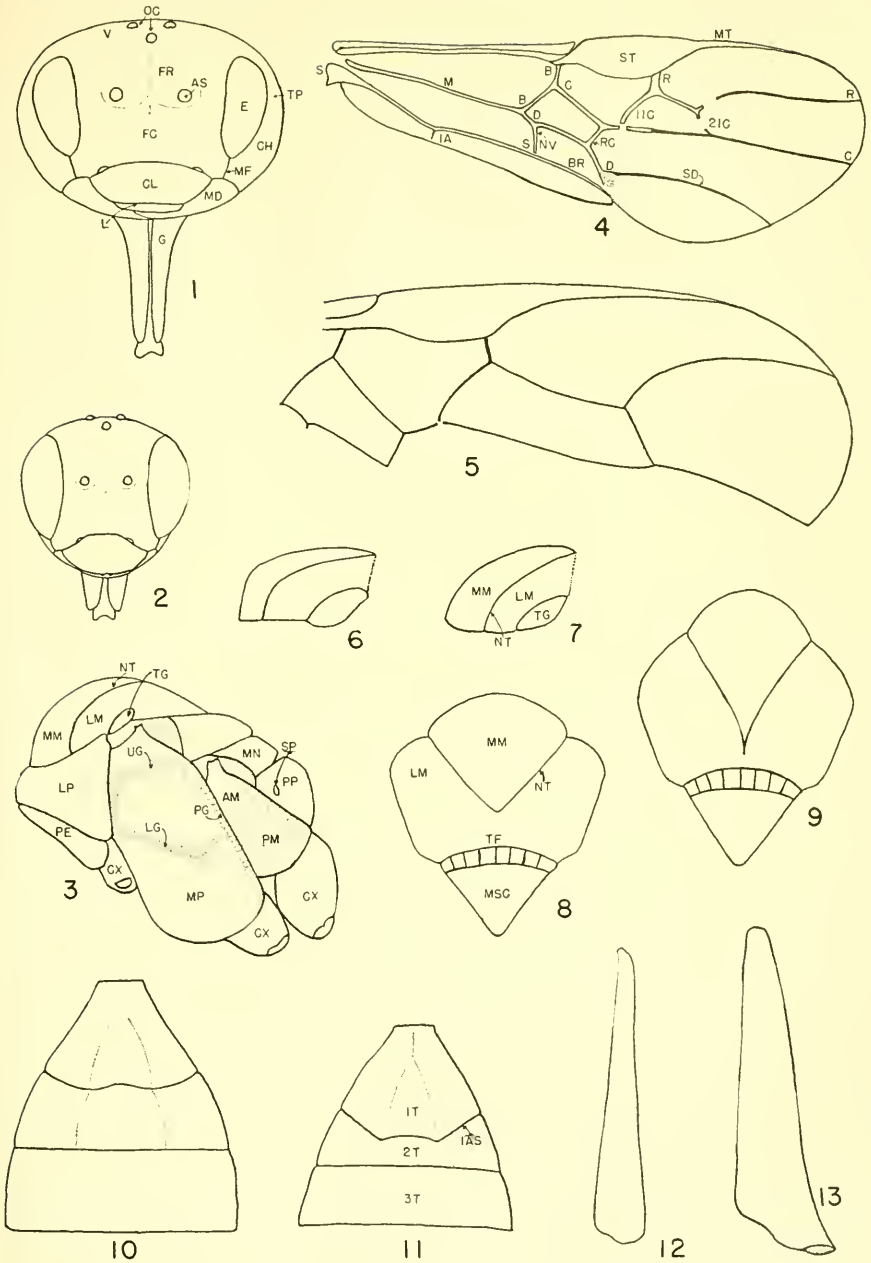 OC
V
FR
AS
TP
E
FC
CH
MF
CL
MD
L
G
1
MT
ST
S
M
B
C
R
R
B
D
1IC
2IC
NV
RC
C
IA
S
BR
D
SD
4
5
2
6
MM
LM
TG
NT
7
NT
TG
MM
LM
MN
SP
UG
PP
LP
AM
PG
PE
LG
PM
CX
MP
CX
CX
3
MM
LM
NT
TF
MSC
8
9
10
1T
IAS
2T
3T
11
12
13